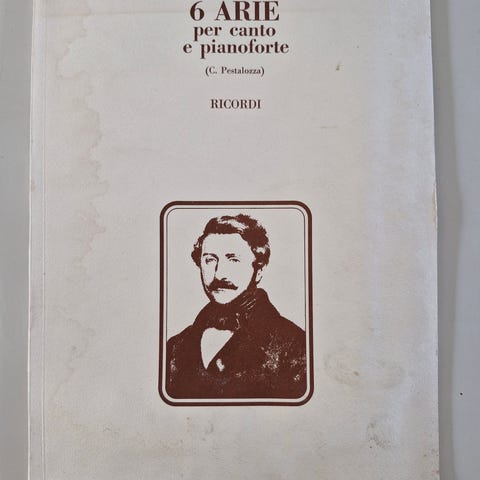 6 ARIE
per canto
e pianoforte
(C. Pestalozza)
RICORDI